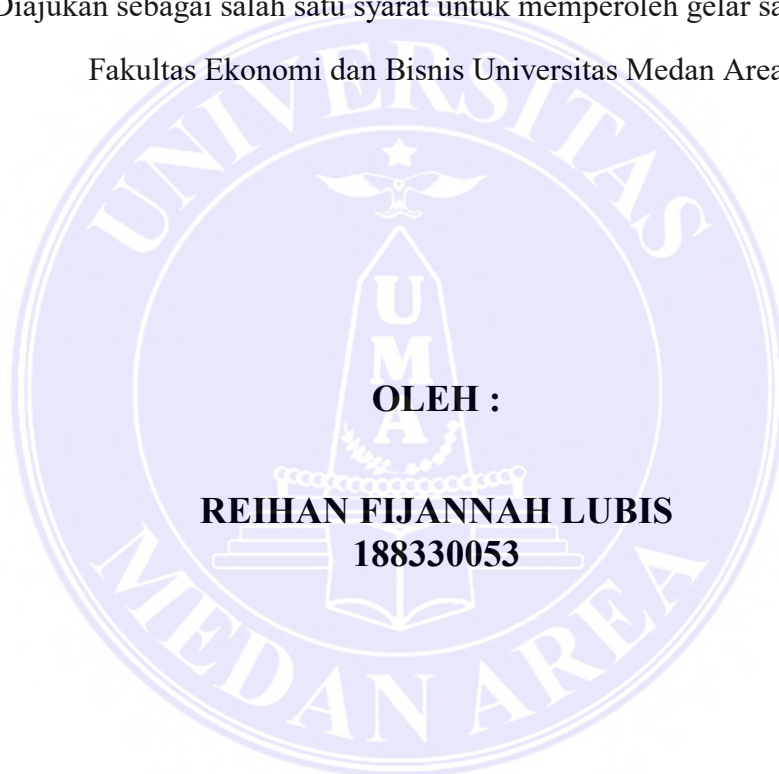 Diajukan sebagai salah satu syarat untuk memperoleh gelar sa
Fakultas Ekonomi dan Bisnis Universitas Medan Area
UNIVERSITAS
U
M
A
OLEH :
REIHAN FIJANNAH LUBIS
188330053
MEDAN AREA